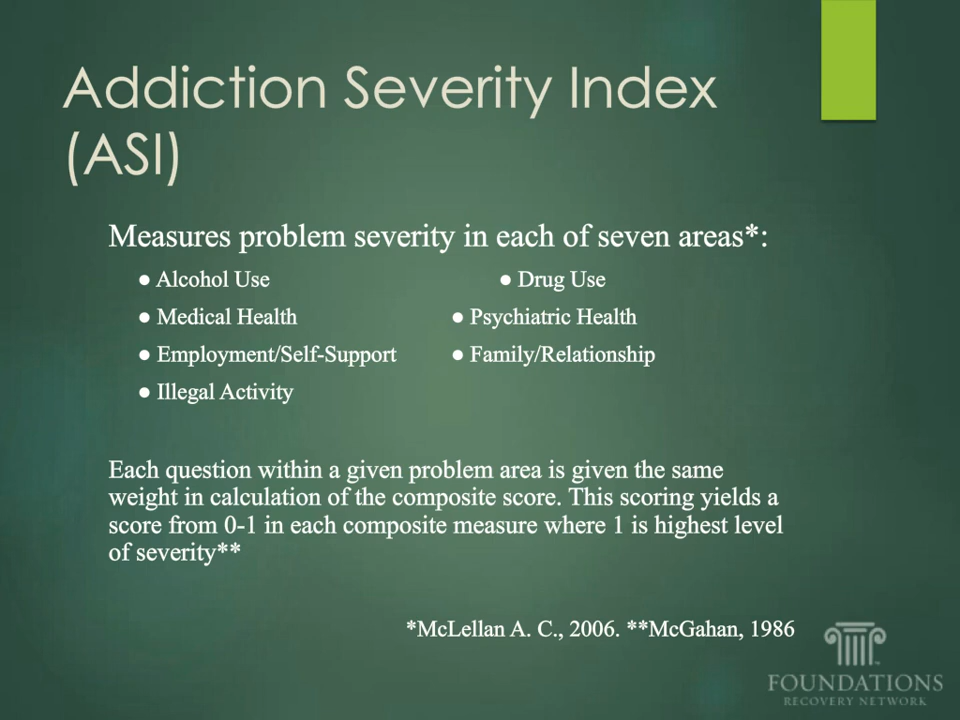 Addiction Severity Index
(ASI)
Measures problem severity in each of seven areas*:
● Alcohol Use ● Drug Use
● Medical Health ● Psychiatric Health
● Employment/Self-Support ● Family/Relationship
● Illegal Activity
Each question within a given problem area is given the same
weight in calculation of the composite score. This scoring yields a
score from 0-1 in each composite measure where 1 is highest level
of severity**
*McLellan A. C., 2006. **McGahan, 1986
FOUNDATIONS
RECOVERY NETWORK